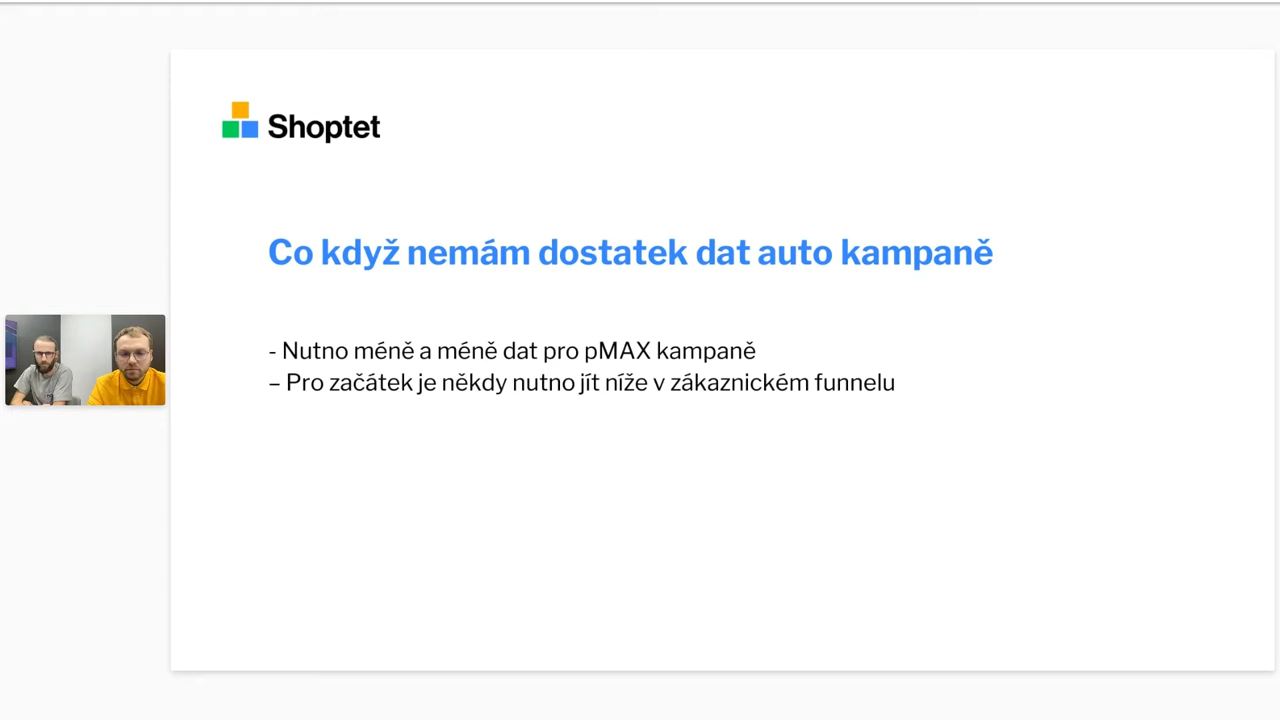 Shoptet
Co když nemám dostatek dat auto kampaně
- Nutno méně a méně dat pro pMAX kampaně
– Pro začátek je někdy nutno jít níže v zákaznickém funnelu